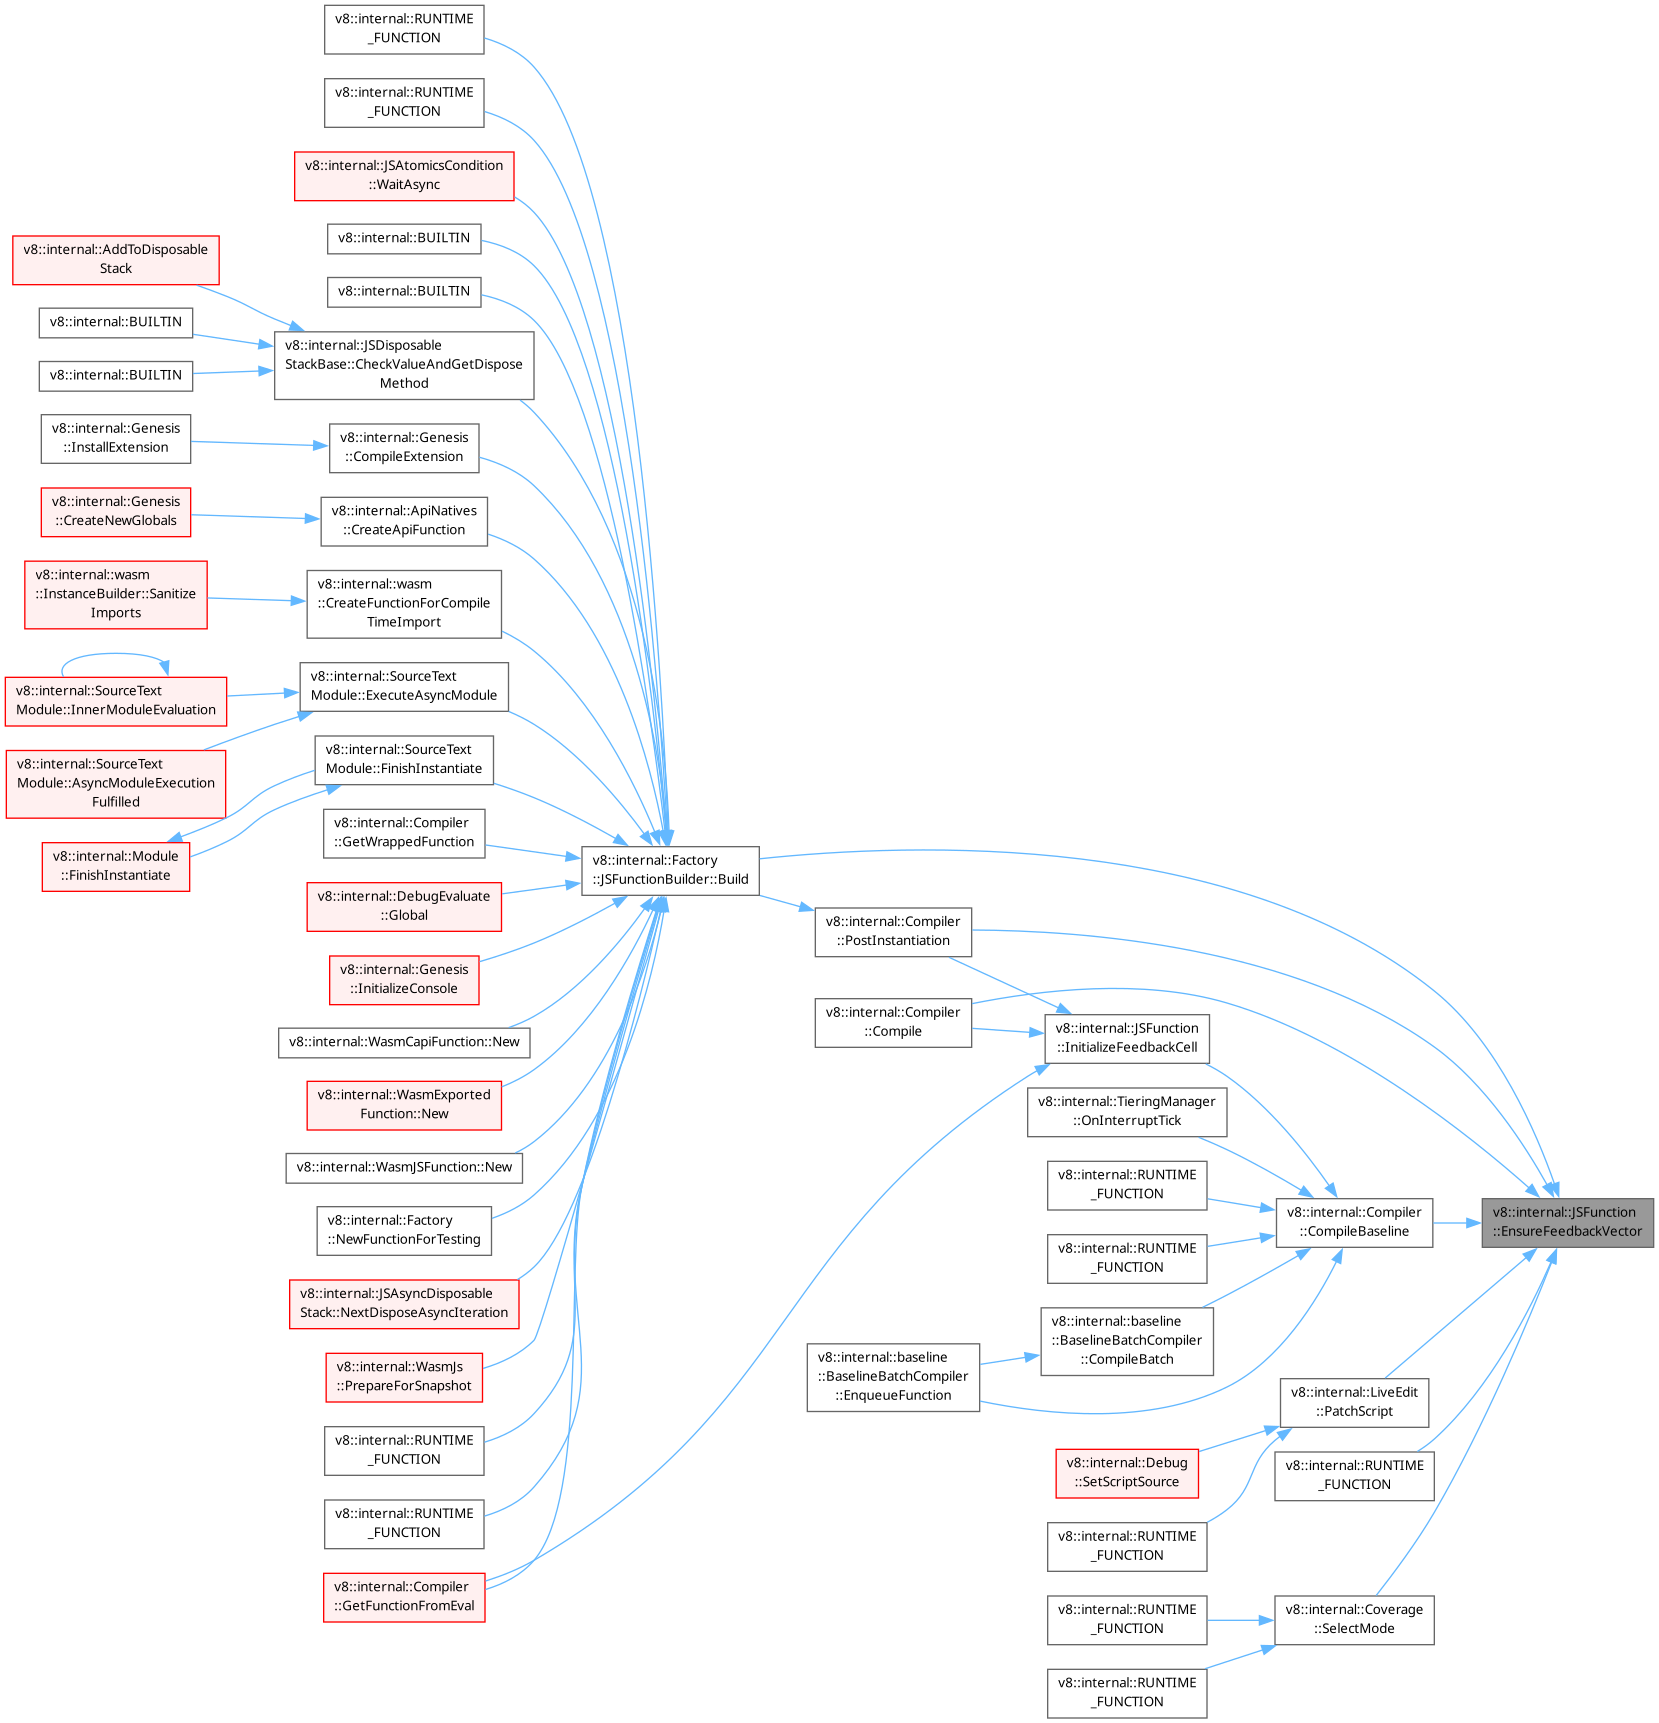 v8::internal::RUNTIME
_FUNCTION
v8::internal::RUNTIME
_FUNCTION
v8::internal::JSAtomicsCondition
::WaitAsync
v8::internal::BUILTIN
v8::internal::BUILTIN
v8::internal::AddToDisposable
Stack
v8::internal::BUILTIN
v8::internal::BUILTIN
v8::internal::JSDisposable
StackBase::CheckValueAndGetDispose
Method
v8::internal::Genesis
::InstallExtension
v8::internal::Genesis
::CompileExtension
v8::internal::Genesis
::CreateNewGlobals
v8::internal::ApiNatives
::CreateApiFunction
v8::internal::wasm
::InstanceBuilder::Sanitize
Imports
v8::internal::wasm
::CreateFunctionForCompile
TimeImport
v8::internal::SourceText
Module::InnerModuleEvaluation
v8::internal::SourceText
Module::ExecuteAsyncModule
v8::internal::SourceText
Module::AsyncModuleExecution
Fulfilled
v8::internal::SourceText
Module::FinishInstantiate
v8::internal::Module
::FinishInstantiate
v8::internal::Compiler
::GetWrappedFunction
v8::internal::DebugEvaluate
::Global
v8::internal::Genesis
::InitializeConsole
v8::internal::WasmCapiFunction::New
v8::internal::WasmExported
Function::New
v8::internal::WasmJSFunction::New
v8::internal::Factory
::NewFunctionForTesting
v8::internal::JSAsyncDisposable
Stack::NextDisposeAsyncIteration
v8::internal::WasmJs
::PrepareForSnapshot
v8::internal::RUNTIME
_FUNCTION
v8::internal::RUNTIME
_FUNCTION
v8::internal::Compiler
::GetFunctionFromEval
v8::internal::Factory
::JSFunctionBuilder::Build
v8::internal::Compiler
::PostInstantiation
v8::internal::Compiler
::Compile
v8::internal::JSFunction
::InitializeFeedbackCell
v8::internal::TieringManager
::OnInterruptTick
v8::internal::RUNTIME
_FUNCTION
v8::internal::RUNTIME
_FUNCTION
v8::internal::baseline
::BaselineBatchCompiler
::CompileBatch
v8::internal::baseline
::BaselineBatchCompiler
::EnqueueFunction
v8::internal::Compiler
::CompileBaseline
v8::internal::JSFunction
::EnsureFeedbackVector
v8::internal::LiveEdit
::PatchScript
v8::internal::Debug
::SetScriptSource
v8::internal::RUNTIME
_FUNCTION
v8::internal::RUNTIME
_FUNCTION
v8::internal::Coverage
::SelectMode
v8::internal::RUNTIME
_FUNCTION
v8::internal::RUNTIME
_FUNCTION